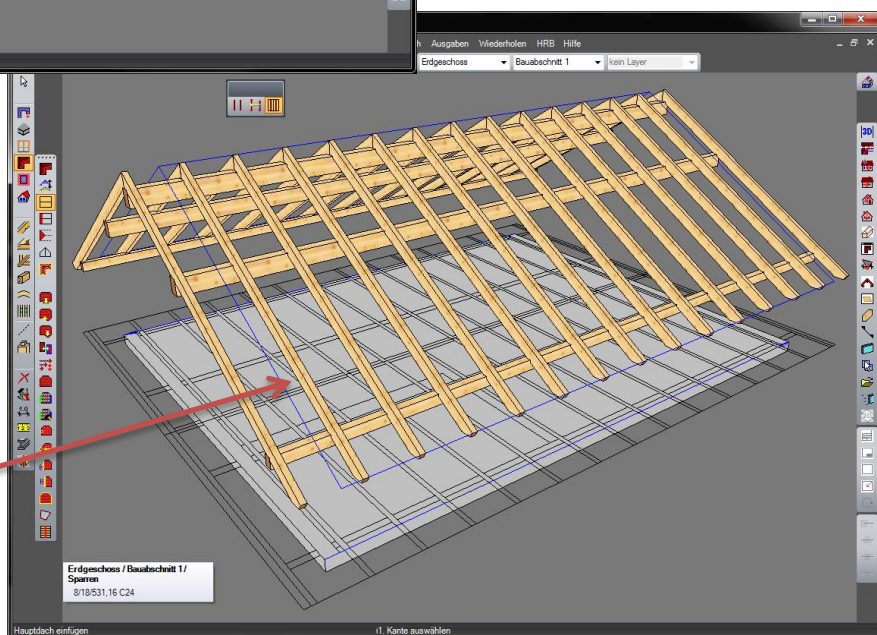 Ausgaben Wiederholen HRB Hilfe
Erdgeschoss Bauabschnitt 1 kein Layer
3D
Erdgeschoss / Bauabschnitt 1 /
Sparren
8/18/531,16 C24
Hauptdach einfügen
1. Kante auswählen